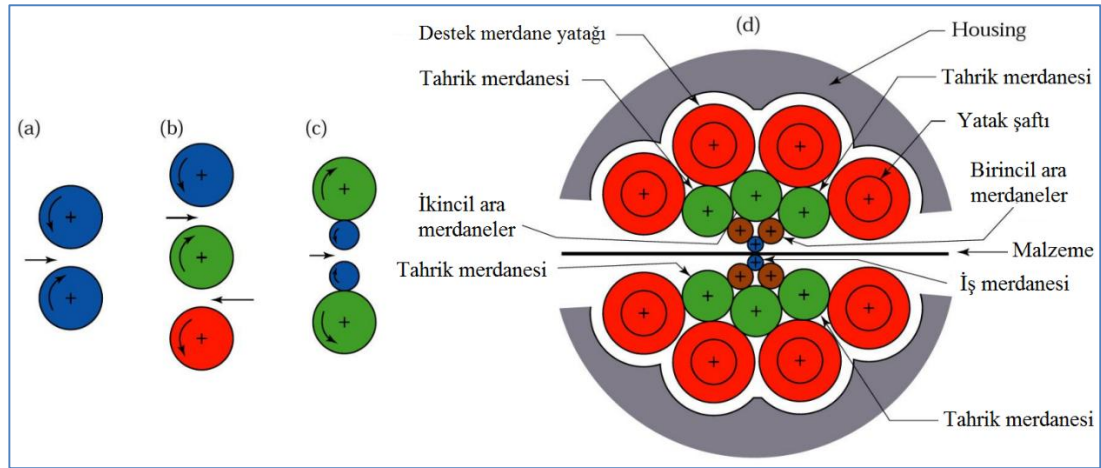 (a)
(b)
(c)
(d)
Destek merdane yatağı
Tahrik merdanesi
Housing
Tahrik merdanesi
Yatak şaftı
Birincil ara
merdaneler
İkincil ara
merdaneler
Tahrik merdanesi
Malzeme
İş merdanesi
Tahrik merdanesi